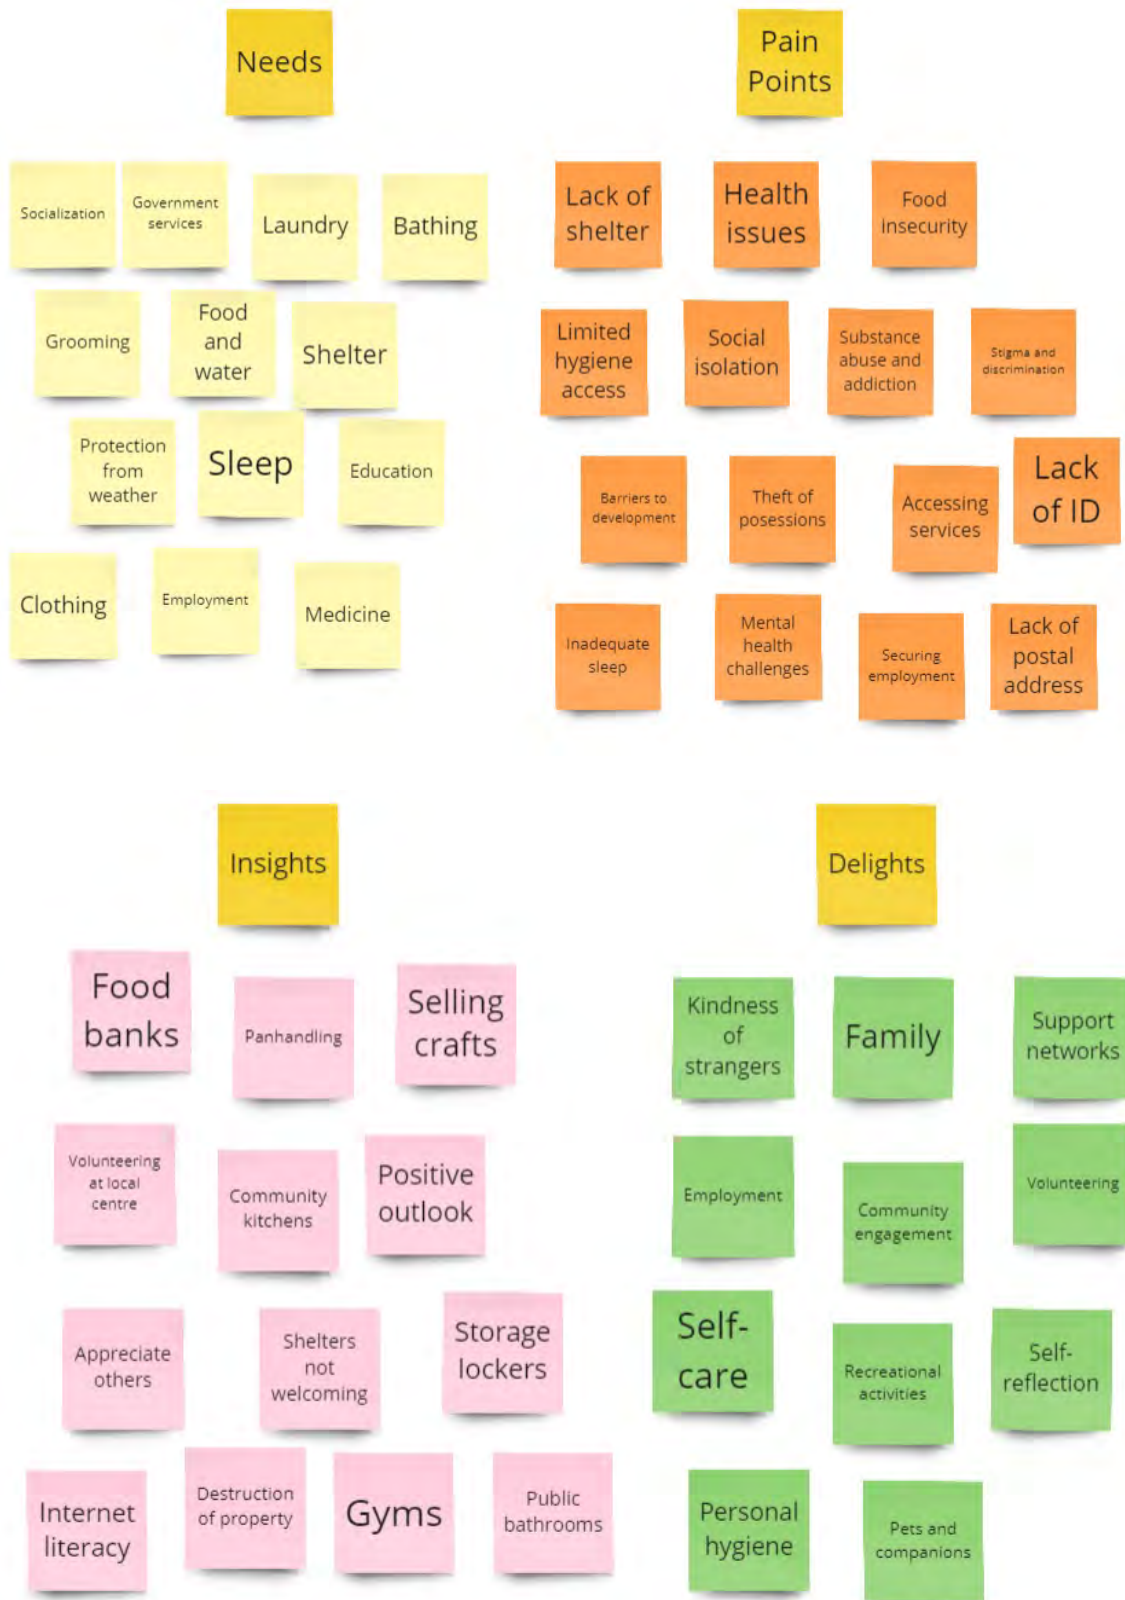 Needs
Socialization
Government
services
Laundry
Bathing
Grooming
Food
and
water
Shelter
Protection
from
weather
Sleep
Education
Clothing
Employment
Medicine
Pain
Points
Lack of
shelter
Health
issues
Food
insecurity
Limited
hygiene
access
Social
isolation
Substance
abuse and
addiction
Stigma and
discrimination
Barriers to
development
Theft of
posessions
Accessing
services
Lack
of ID
Inadequate
sleep
Mental
health
challenges
Securing
employment
Lack of
postal
address
Insights
Food
banks
Panhandling
Selling
crafts
Volunteering
at local
centre
Community
kitchens
Positive
outlook
Appreciate
others
Shelters
not
welcoming
Storage
lockers
Internet
literacy
Destruction
of property
Gyms
Public
bathrooms
Delights
Kindness
of
strangers
Family
Support
networks
Employment
Community
engagement
Volunteering
Self-
care
Recreational
activities
Self-
reflection
Personal
hygiene
Pets and
companions